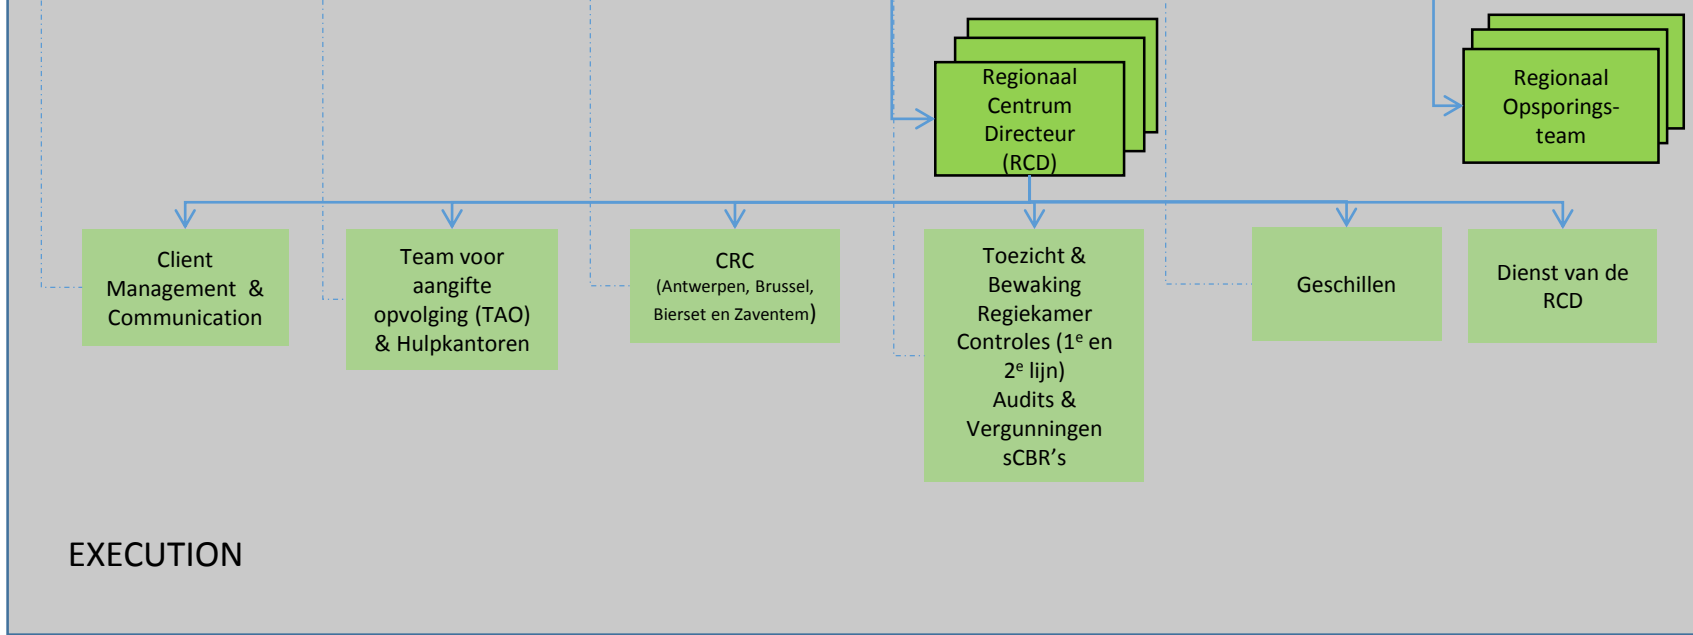 Regionaal
Centrum
Directeur
(RCD)
Regionaal
Opsporings-
team
Client
Management &
Communication
Team voor
aangifte
opvolging (TAO)
& Hulpkantoren
CRC
(Antwerpen, Brussel,
Bierset en Zaventem)
Toezicht &
Bewaking
Regiekamer
Controles (1e en
2e lijn)
Audits &
Vergunningen
sCBR’s
Geschillen
Dienst van de
RCD
EXECUTION